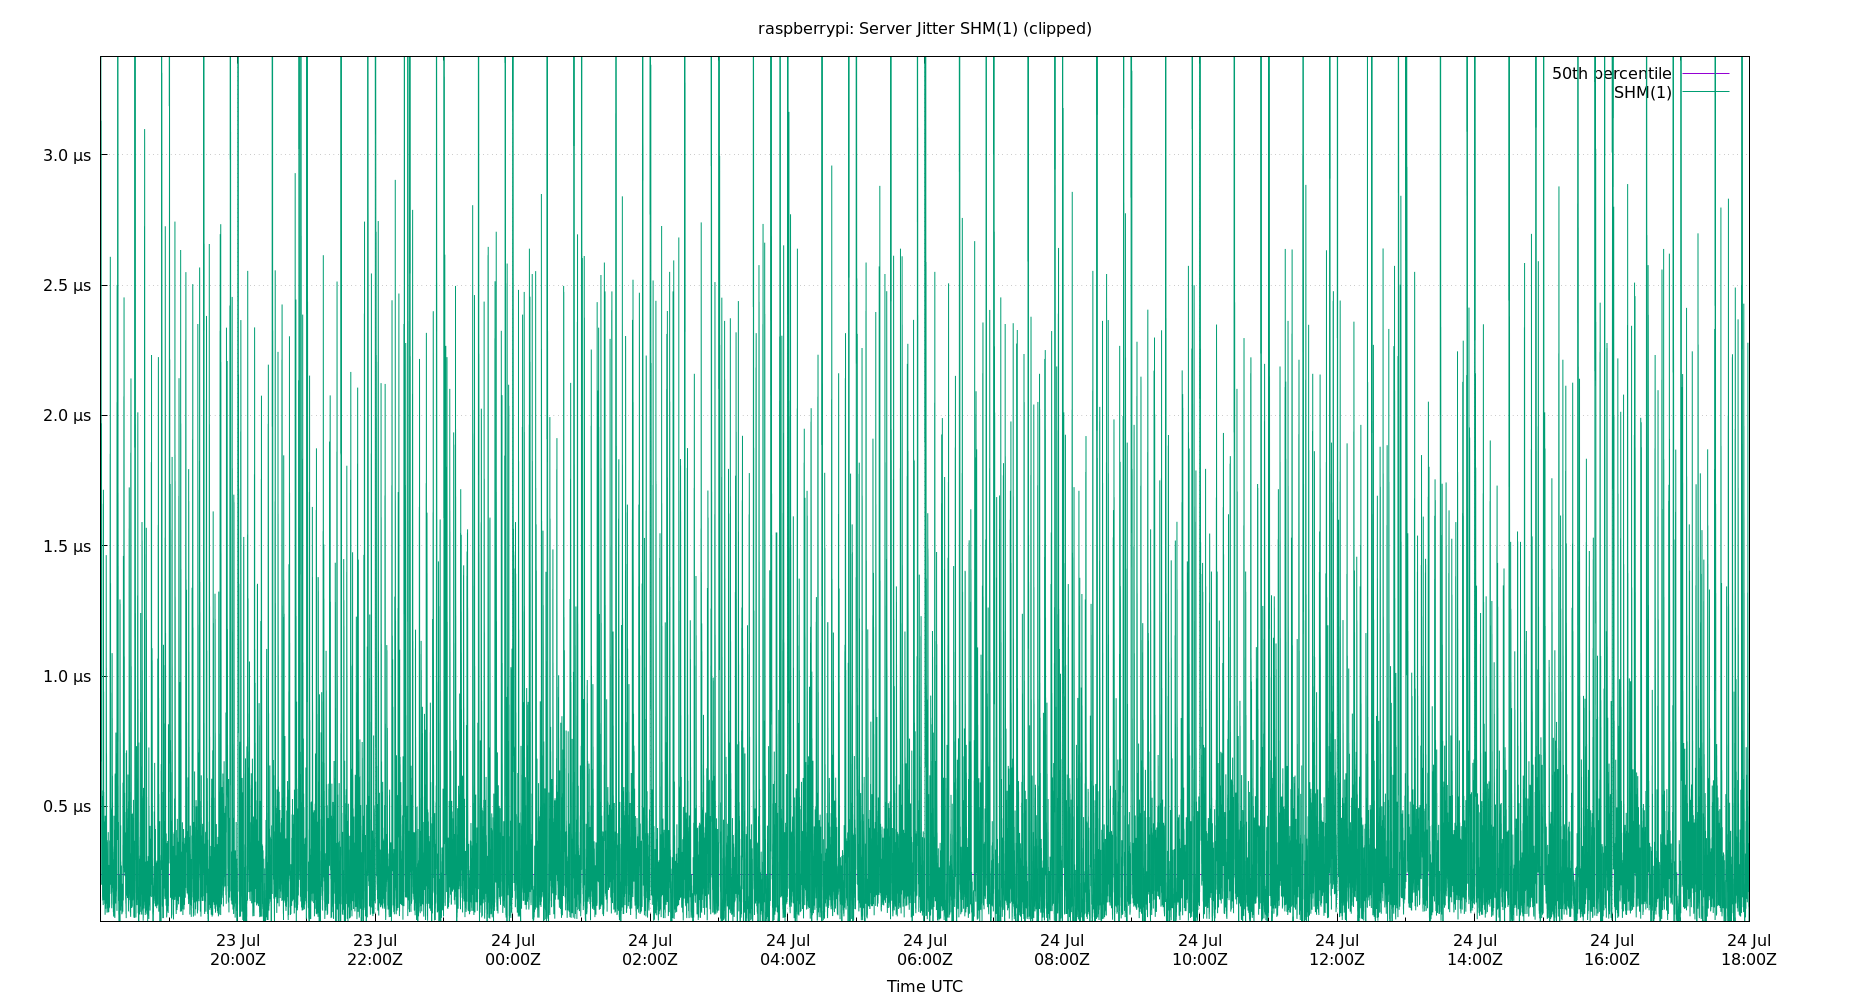 raspberrypi: Server Jitter SHM(1) (clipped)
50th percentile
SHM(1)
3.0 µs
2.5 µs
2.0 µs
1.5 µs
1.0 µs
0.5 µs
23 Jul 23 Jul 24 Jul 24 Jul 24 Jul 24 Jul 24 Jul 24 Jul 24 Jul 24 Jul 24 Jul 24 Jul
20:00Z 22:00Z 00:00Z 02:00Z 04:00Z 06:00Z 08:00Z 10:00Z 12:00Z 14:00Z 16:00Z 18:00Z
Time UTC